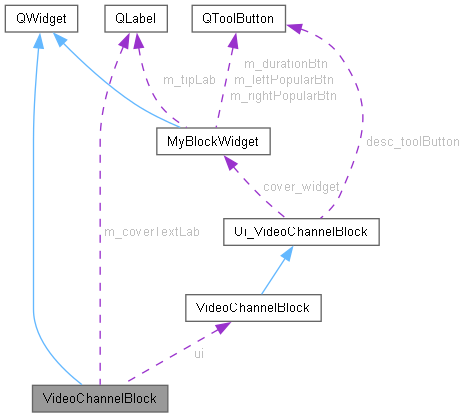 QWidget
QLabel
QToolButton
m_tipLab
m_durationBtn
m_leftPopularBtn
m_rightPopularBtn
MyBlockWidget
desc_toolButton
cover_widget
m_coverTextLab
Ui_VideoChannelBlock
VideoChannelBlock
ui
VideoChannelBlock